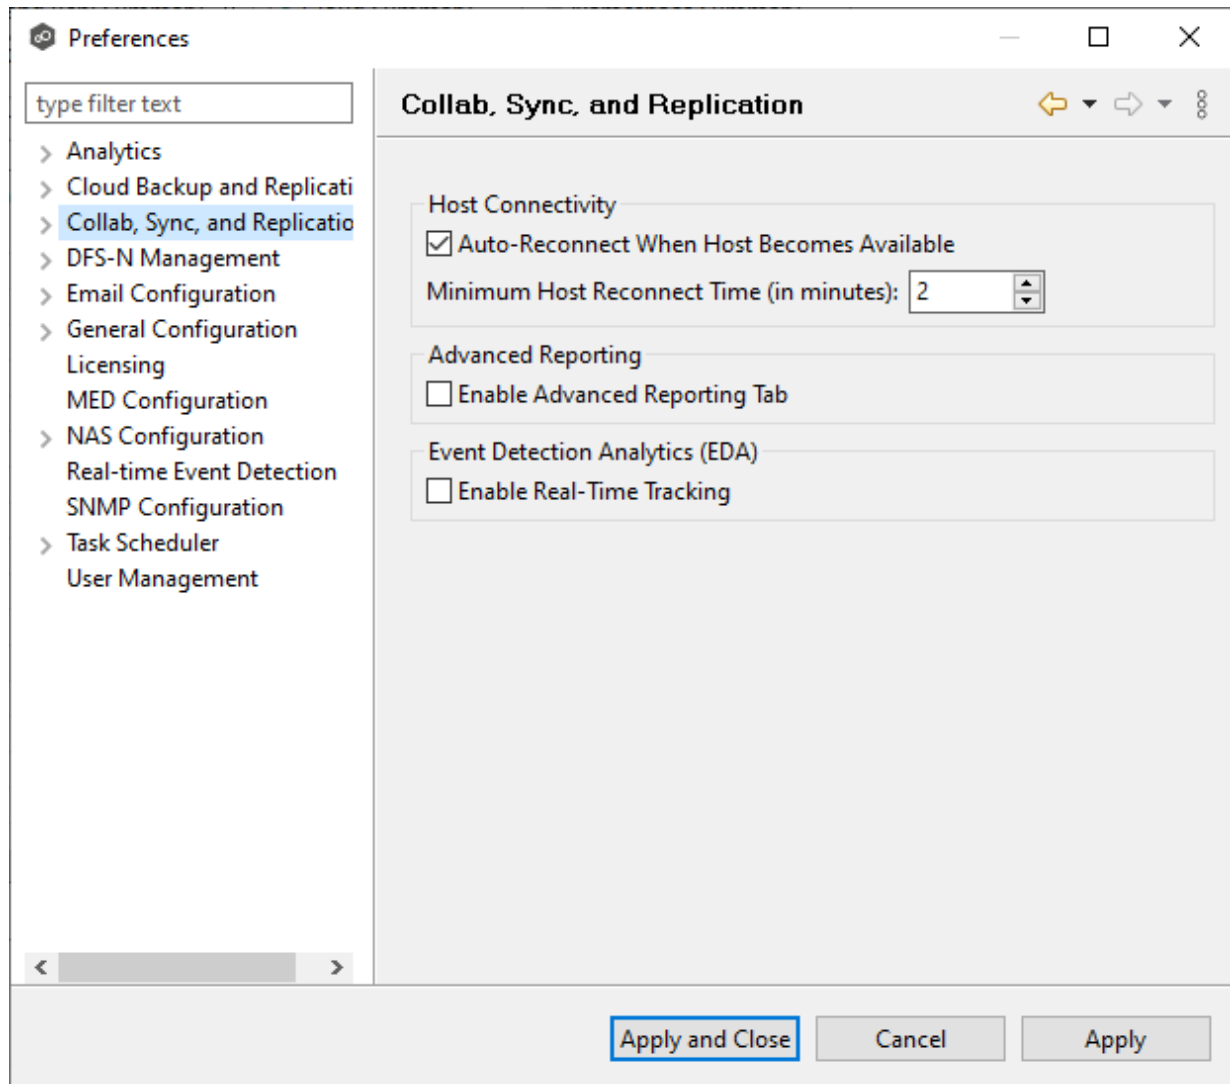 Preferences
type filter text
Analytics
Cloud Backup and Replicati
Collab, Sync, and Replicatio
DFS-N Management
Email Configuration
General Configuration
Licensing
MED Configuration
NAS Configuration
Real-time Event Detection
SNMP Configuration
Task Scheduler
User Management
Collab, Sync, and Replication
Host Connectivity
Auto-Reconnect When Host Becomes Available
Minimum Host Reconnect Time (in minutes): 2
Advanced Reporting
Enable Advanced Reporting Tab
Event Detection Analytics (EDA)
Enable Real-Time Tracking
Apply and Close
Cancel
Apply